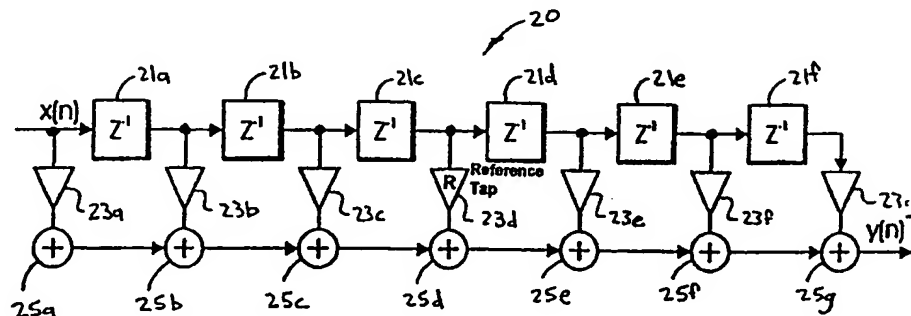 20
21a 21b 21c 21d 21e 21f
X(n) Z⁻¹ Z⁻¹ Z⁻¹ Z⁻¹ Z⁻¹ Z⁻¹
R Reference Tap
23a 23b 23c 23d 23e 23f
+ + + + + + +
y(n)
25a 25b 25c 25d 25e 25f 25g